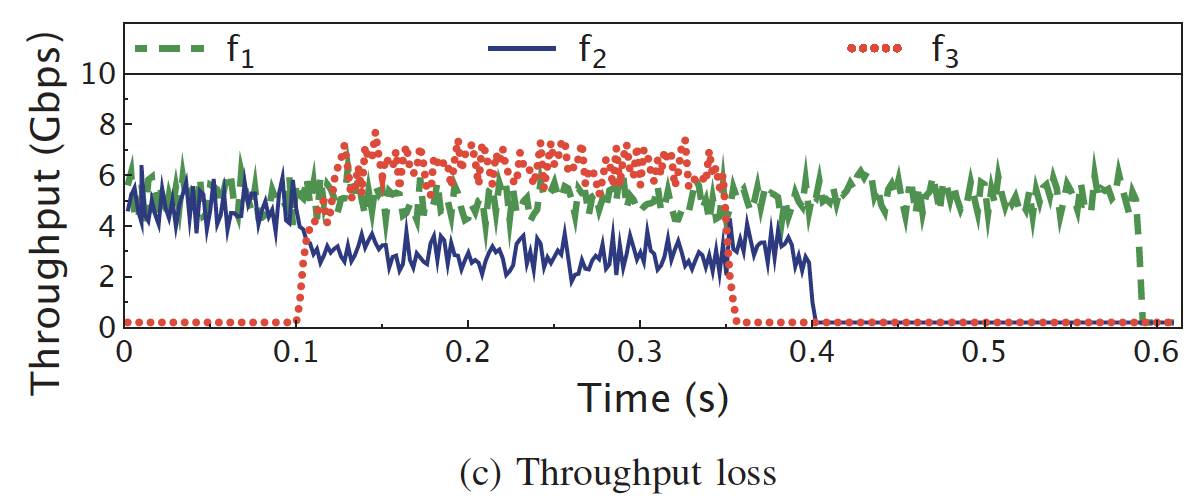 f₁ f₂ f₃
Throughput (Gbps)
10
8
6
4
2
0
0 0.1 0.2 0.3 0.4 0.5 0.6
Time (s)
(c) Throughput loss